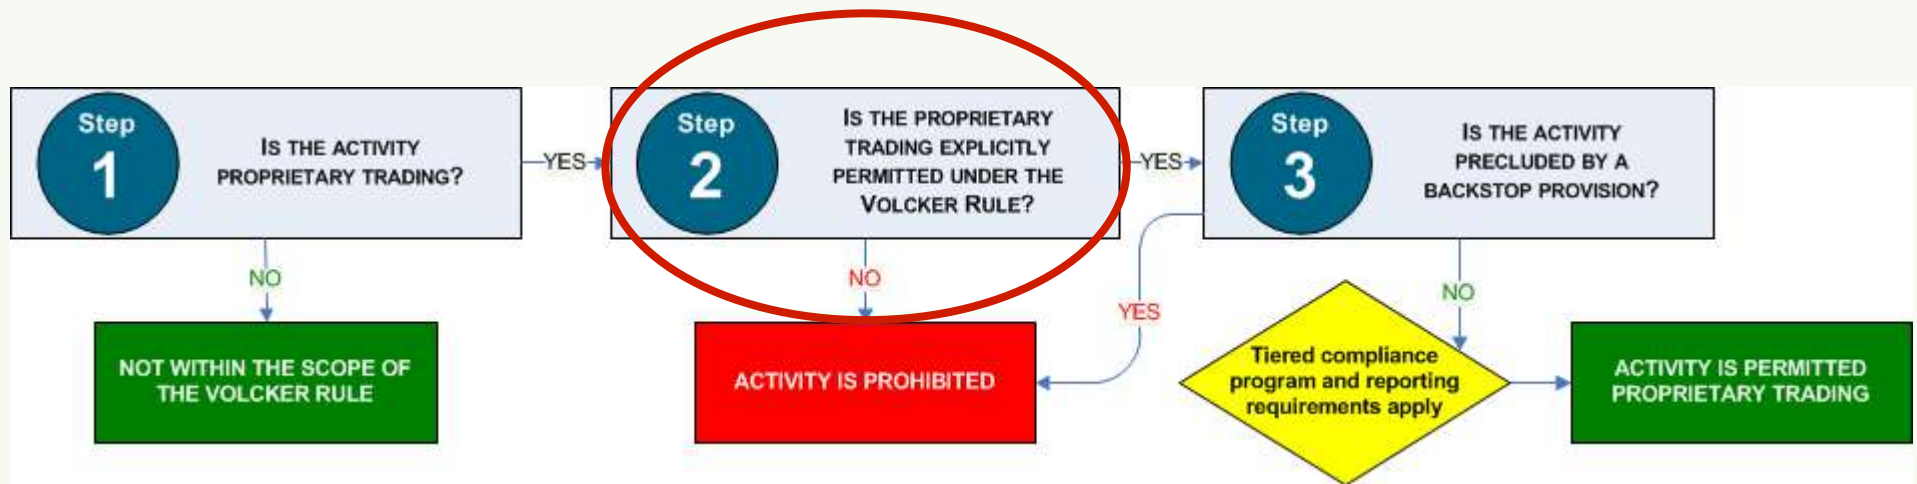 Step
1
IS THE ACTIVITY
PROPRIETARY TRADING?
YES
Step
2
IS THE PROPRIETARY
TRADING EXPLICITLY
PERMITTED UNDER THE
VOLCKER RULE?
YES
Step
3
IS THE ACTIVITY
PRECLUDED BY A
BACKSTOP PROVISION?
NO
NO
YES
NO
NOT WITHIN THE SCOPE OF
THE VOLCKER RULE
ACTIVITY IS PROHIBITED
Tiered compliance
program and reporting
requirements apply
ACTIVITY IS PERMITTED
PROPRIETARY TRADING